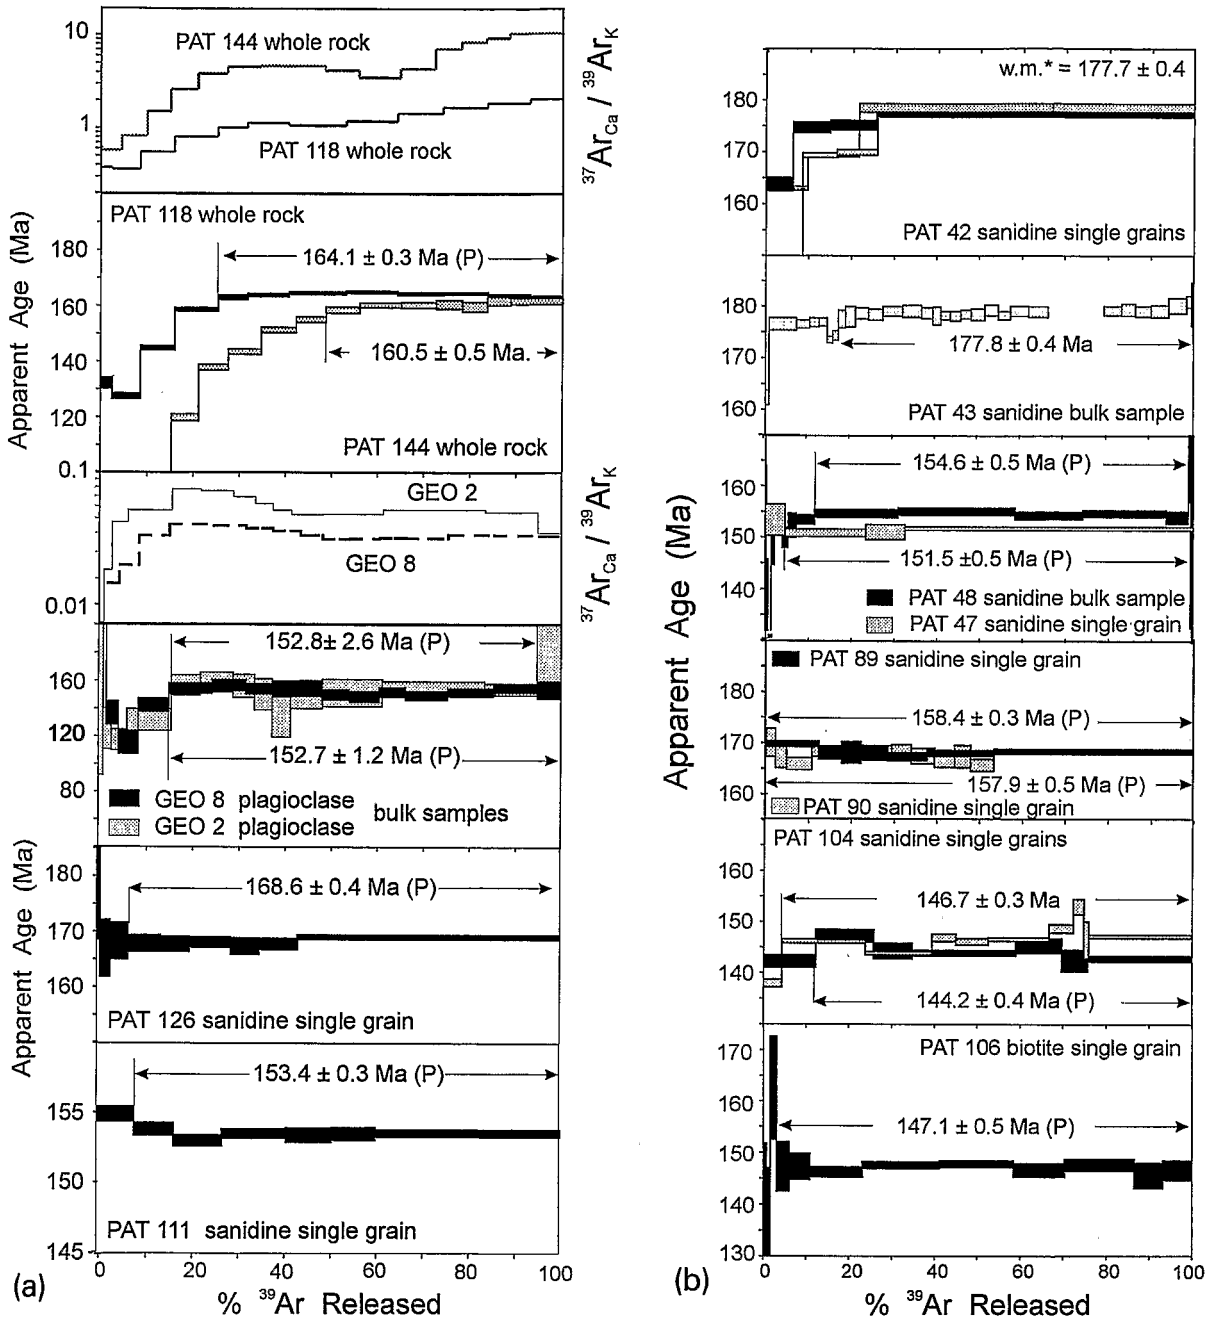 10
1
PAT 144 whole rock
PAT 118 whole rock
37ArCa / 39ArK
PAT 118 whole rock
164.1 ± 0.3 Ma (P)
160.5 ± 0.5 Ma.
PAT 144 whole rock
Apparent Age (Ma)
180
160
140
120
0.1
GEO 2
GEO 8
0.01
37ArCa / 39ArK
152.8± 2.6 Ma (P)
160
120
80
152.7 ± 1.2 Ma (P)
GEO 8 plagioclase
GEO 2 plagioclase
bulk samples
Apparent Age (Ma)
180
170
160
168.6 ± 0.4 Ma (P)
PAT 126 sanidine single grain
153.4 ± 0.3 Ma (P)
155
150
145
PAT 111 sanidine single grain
0 20 40 60 80 100
% 39Ar Released
(a)
w.m.* = 177.7 ± 0.4
180
170
160
PAT 42 sanidine single grains
180
170
160
177.8 ± 0.4 Ma
PAT 43 sanidine bulk sample
154.6 ± 0.5 Ma (P)
160
150
140
151.5 ±0.5 Ma (P)
PAT 48 sanidine bulk sample
PAT 47 sanidine single grain
Apparent Age (Ma)
PAT 89 sanidine single grain
180
170
160
158.4 ± 0.3 Ma (P)
157.9 ± 0.5 Ma (P)
PAT 90 sanidine single grain
PAT 104 sanidine single grains
160
150
140
146.7 ± 0.3 Ma
144.2 ± 0.4 Ma (P)
PAT 106 biotite single grain
170
160
150
140
130
147.1 ± 0.5 Ma (P)
0 20 40 60 80 100
% 39Ar Released
(b)